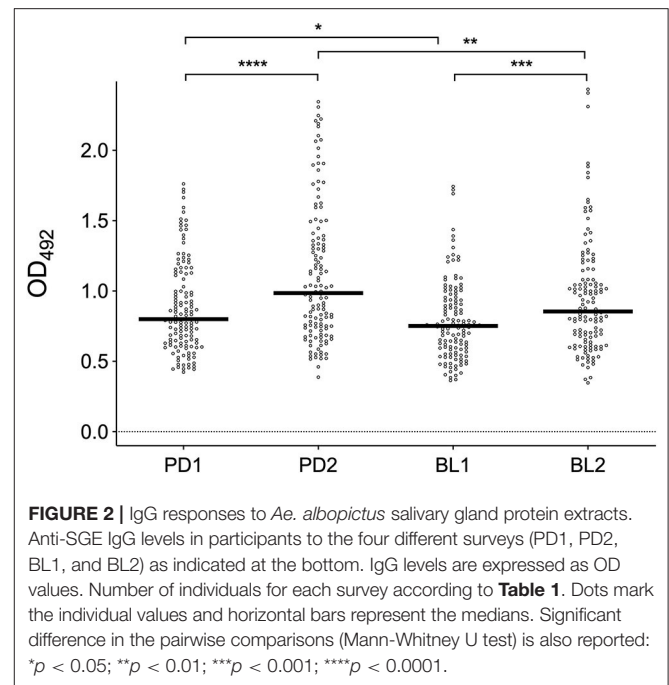 *
**
****
***
2.0
1.5
1.0
0.5
0.0
OD492
PD1 PD2 BL1 BL2
FIGURE 2 | IgG responses to Ae. albopictus salivary gland protein extracts.
Anti-SGE IgG levels in participants to the four different surveys (PD1, PD2,
BL1, and BL2) as indicated at the bottom. IgG levels are expressed as OD
values. Number of individuals for each survey according to Table 1. Dots mark
the individual values and horizontal bars represent the medians. Significant
difference in the pairwise comparisons (Mann-Whitney U test) is also reported:
*p < 0.05; **p < 0.01; ***p < 0.001; ****p < 0.0001.